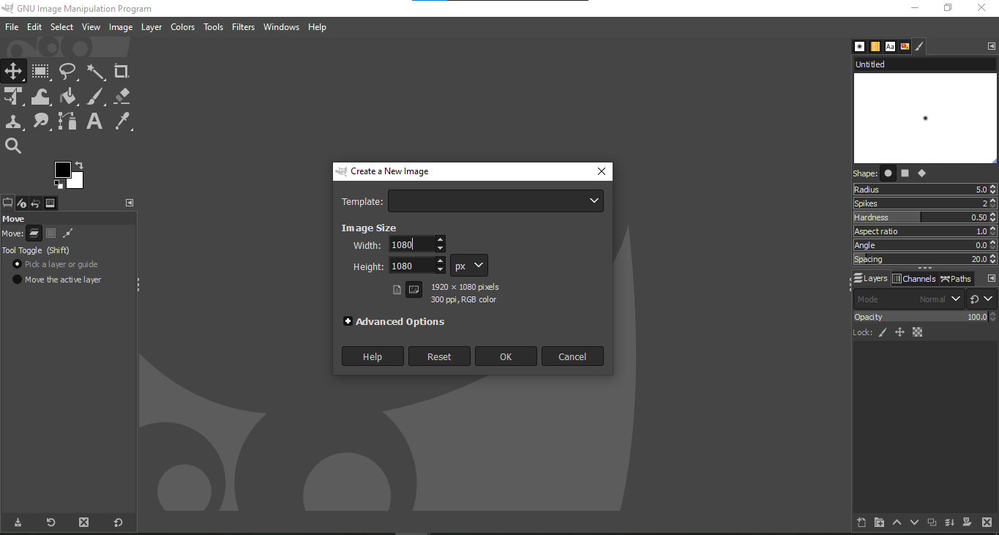 GNU Image Manipulation Program
File Edit Select View Image Layer Colors Tools Filters Windows Help
Aa
Untitled
Shape:
Radius 5.0
Spikes 2
Hardness 0.50
Aspect ratio 1.0
Angle 0.0
Spacing 20.0
Move
Move:
Tool Toggle (Shift)
Pick a layer or guide
Move the active layer
Create a New Image
Template:
Image Size
Width: 1080
Height: 1080 px
1920 × 1080 pixels
300 ppi, RGB color
Advanced Options
Help Reset OK Cancel
Layers Channels Paths
Mode Normal
Opacity 100.0
Lock: